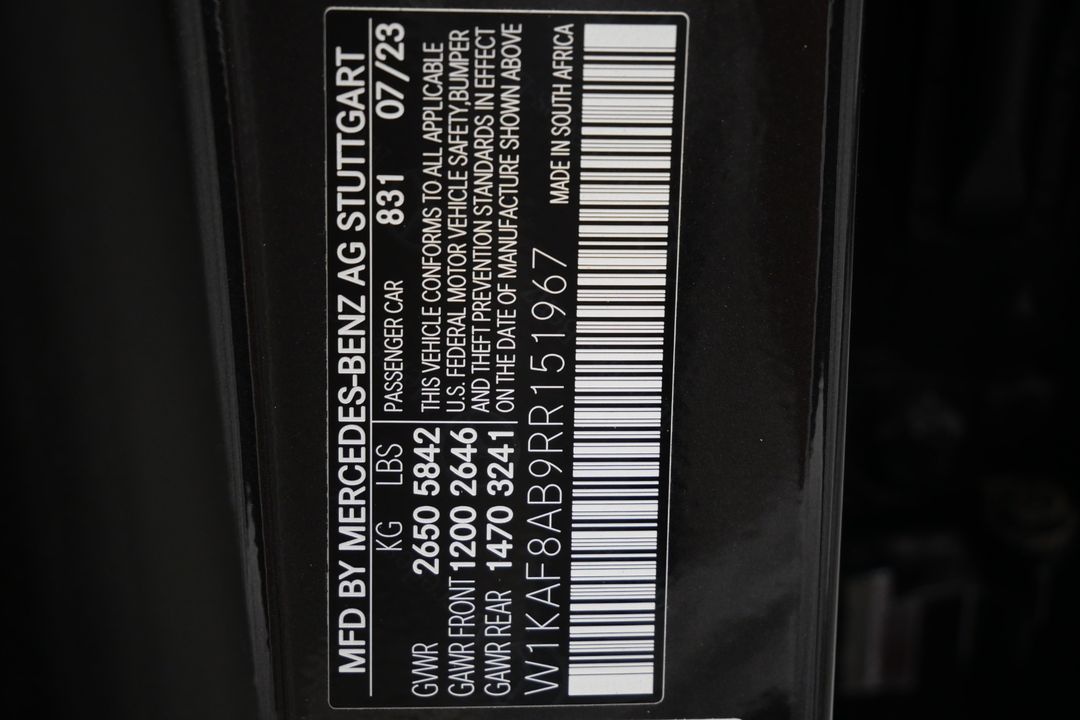 MFD BY MERCEDES-BENZ AG STUTTGART
KG LBS PASSENGER CAR 831 07/23
GVWR 2650 5842 THIS VEHICLE CONFORMS TO ALL APPLICABLE
U.S. FEDERAL MOTOR VEHICLE SAFETY,BUMPER
GAWR FRONT 1200 2646 AND THEFT PREVENTION STANDARDS IN EFFECT
GAWR REAR 1470 3241 ON THE DATE OF MANUFACTURE SHOWN ABOVE
W1KAF8AB9RR151967 MADE IN SOUTH AFRICA